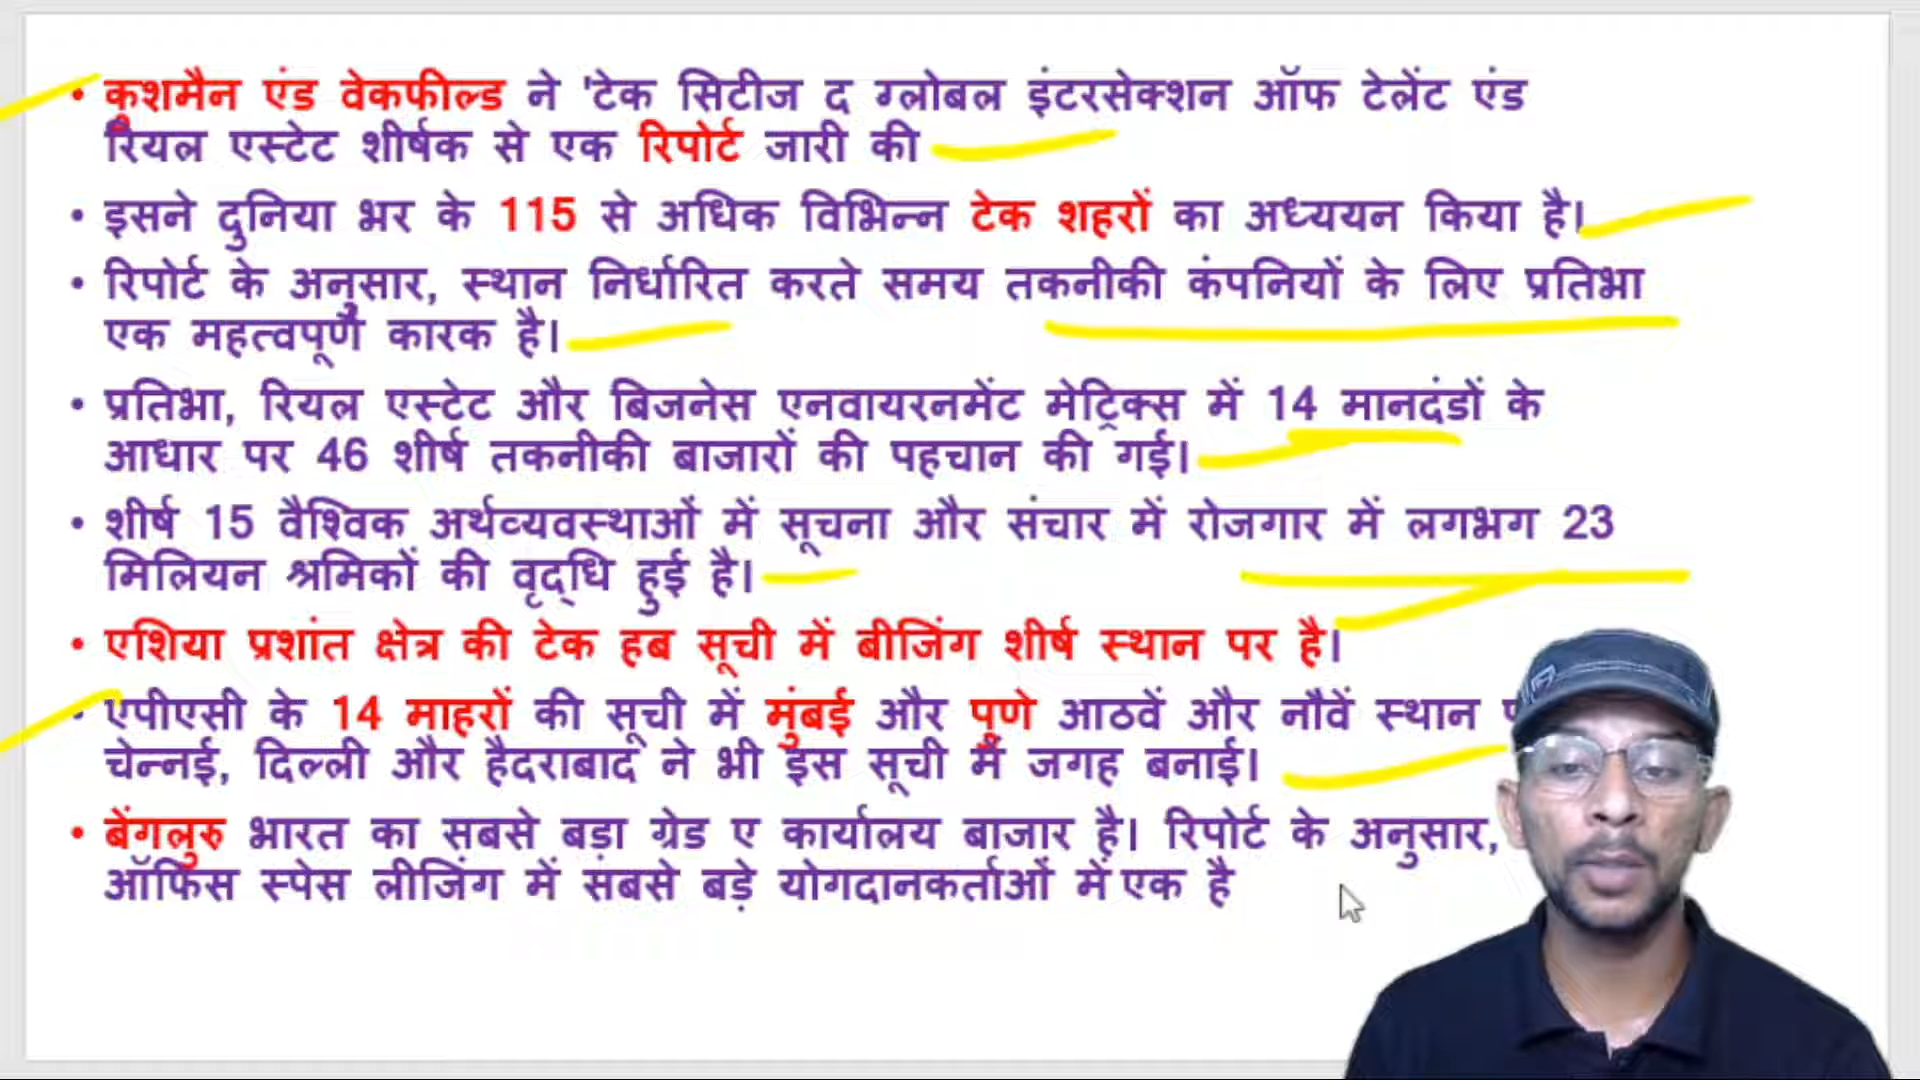 • कुशमैन एंड वेकफील्ड ने 'टेक सिटीज द ग्लोबल इंटरसेक्शन ऑफ टेलेंट एंड
रियल एस्टेट शीर्षक से एक रिपोर्ट जारी की
• इसने दुनिया भर के 115 से अधिक विभिन्न टेक शहरों का अध्ययन किया है।
• रिपोर्ट के अनुसार, स्थान निर्धारित करते समय तकनीकी कंपनियों के लिए प्रतिभा
एक महत्वपूर्ण कारक है।
• प्रतिभा, रियल एस्टेट और बिजनेस एनवायरनमेंट मेट्रिक्स में 14 मानदंडों के
आधार पर 46 शीर्ष तकनीकी बाजारों की पहचान की गई।
• शीर्ष 15 वैश्विक अर्थव्यवस्थाओं में सूचना और संचार में रोजगार में लगभग 23
मिलियन श्रमिकों की वृद्धि हुई है।
• एशिया प्रशांत क्षेत्र की टेक हब सूची में बीजिंग शीर्ष स्थान पर है।
• एपीएसी के 14 माहरों की सूची में मुंबई और पुणे आठवें और नौवें स्थान
चेन्नई, दिल्ली और हैदराबाद ने भी इस सूची में जगह बनाई।
• बेंगलुरु भारत का सबसे बड़ा ग्रेड ए कार्यालय बाजार है। रिपोर्ट के अनुसार,
ऑफिस स्पेस लीजिंग में सबसे बड़े योगदानकर्ताओं में एक है